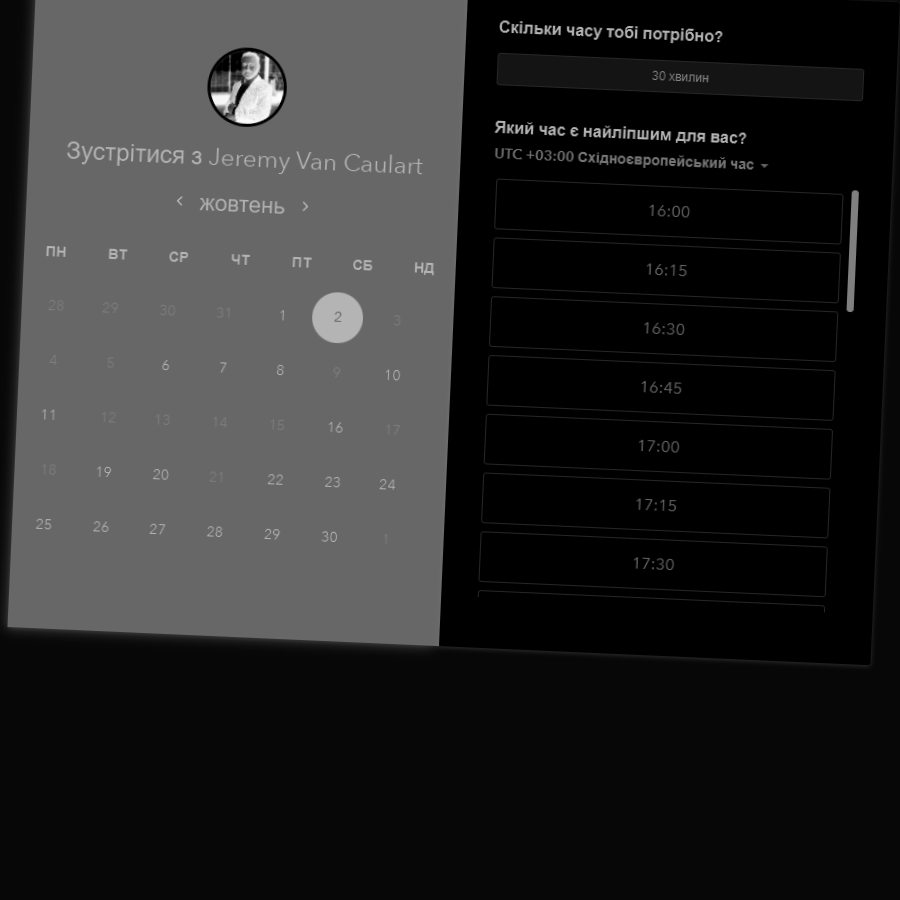 Зустрітися з Jeremy Van Caulart
жовтень
ПН ВТ СР ЧТ ПТ СБ НД
28 29 30 31 1 2 3
4 5 6 7 8 9 10
11 12 13 14 15 16 17
18 19 20 21 22 23 24
25 26 27 28 29 30 1
Скільки часу тобі потрібно?
30 хвилин
Який час є найліпшим для вас?
UTC +03:00 Східноєвропейський час
16:00
16:15
16:30
16:45
17:00
17:15
17:30